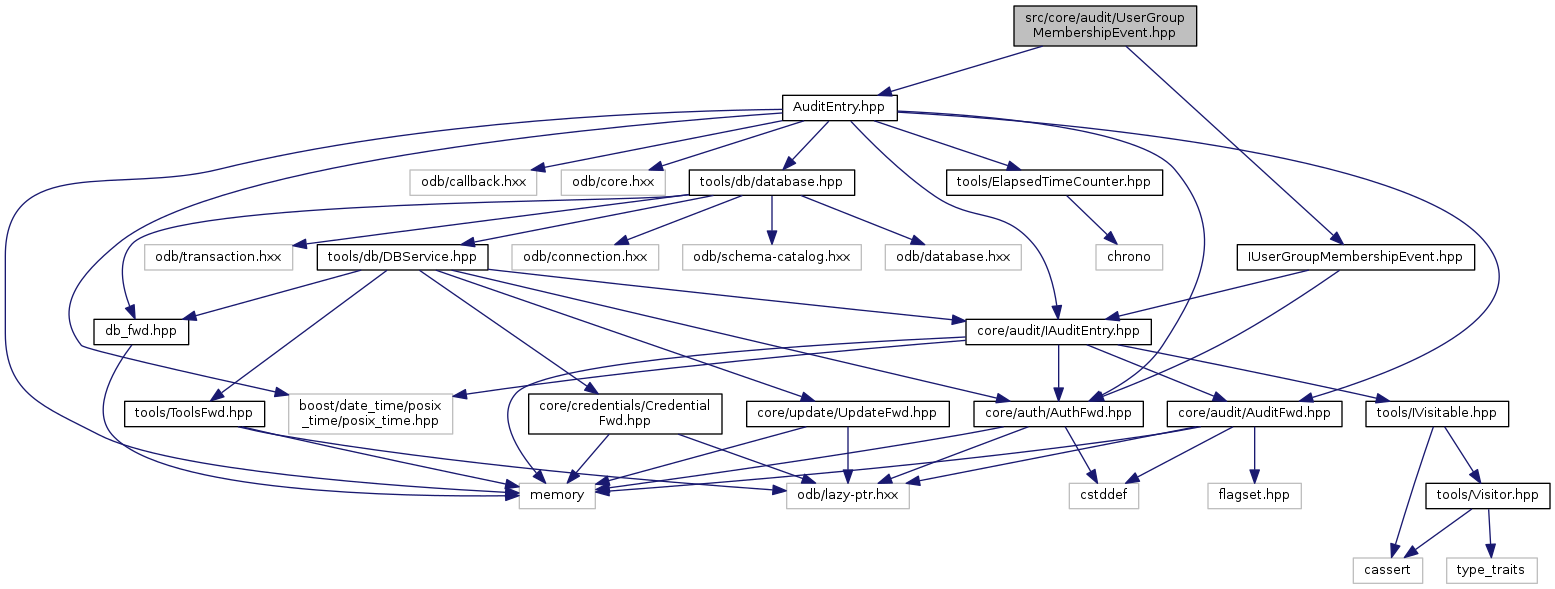 src/core/audit/UserGroup
MembershipEvent.hpp
AuditEntry.hpp
odb/callback.hxx
odb/core.hxx
tools/db/database.hpp
tools/ElapsedTimeCounter.hpp
odb/transaction.hxx
tools/db/DBService.hpp
odb/connection.hxx
odb/schema-catalog.hxx
odb/database.hxx
chrono
IUserGroupMembershipEvent.hpp
db_fwd.hpp
core/audit/IAuditEntry.hpp
tools/ToolsFwd.hpp
boost/date_time/posix
_time/posix_time.hpp
core/credentials/Credential
Fwd.hpp
core/update/UpdateFwd.hpp
core/auth/AuthFwd.hpp
core/audit/AuditFwd.hpp
tools/IVisitable.hpp
memory
odb/lazy-ptr.hxx
cstddef
flagset.hpp
tools/Visitor.hpp
cassert
type_traits